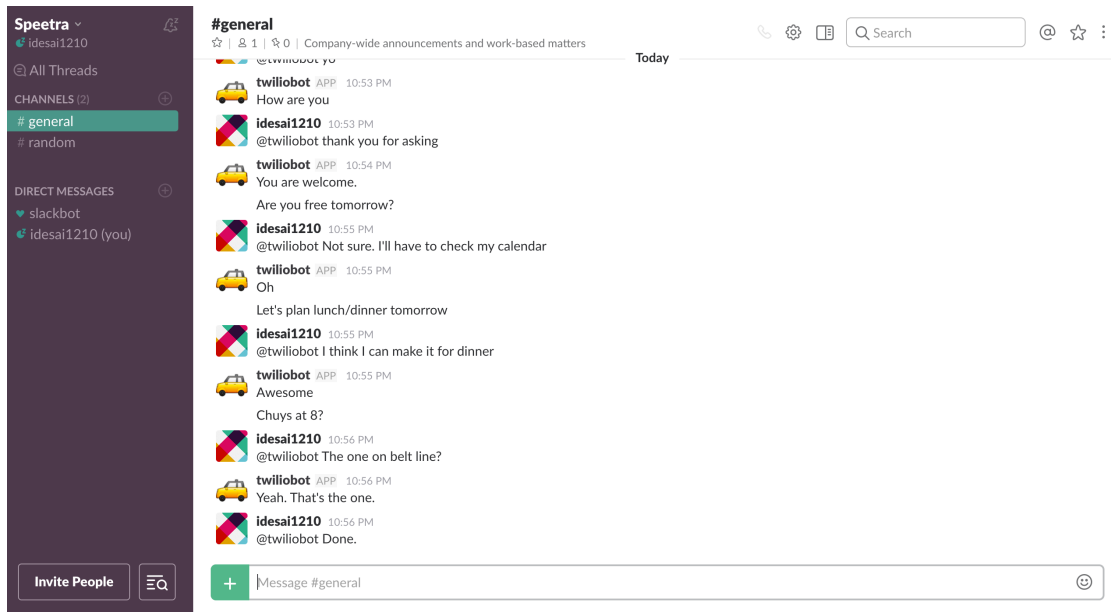 Speetra
idesai1210
All Threads
CHANNELS (2)
# general
# random
DIRECT MESSAGES
slackbot
idesai1210 (you)
Invite People
#general
1 | 0 | Company-wide announcements and work-based matters
Search
Today
@twiliobot yo
twiliobot APP 10:53 PM
How are you
idesai1210 10:53 PM
@twiliobot thank you for asking
twiliobot APP 10:54 PM
You are welcome.
Are you free tomorrow?
idesai1210 10:55 PM
@twiliobot Not sure. I'll have to check my calendar
twiliobot APP 10:55 PM
Oh
Let's plan lunch/dinner tomorrow
idesai1210 10:55 PM
@twiliobot I think I can make it for dinner
twiliobot APP 10:55 PM
Awesome
Chuys at 8?
idesai1210 10:56 PM
@twiliobot The one on belt line?
twiliobot APP 10:56 PM
Yeah. That's the one.
idesai1210 10:56 PM
@twiliobot Done.
Message #general